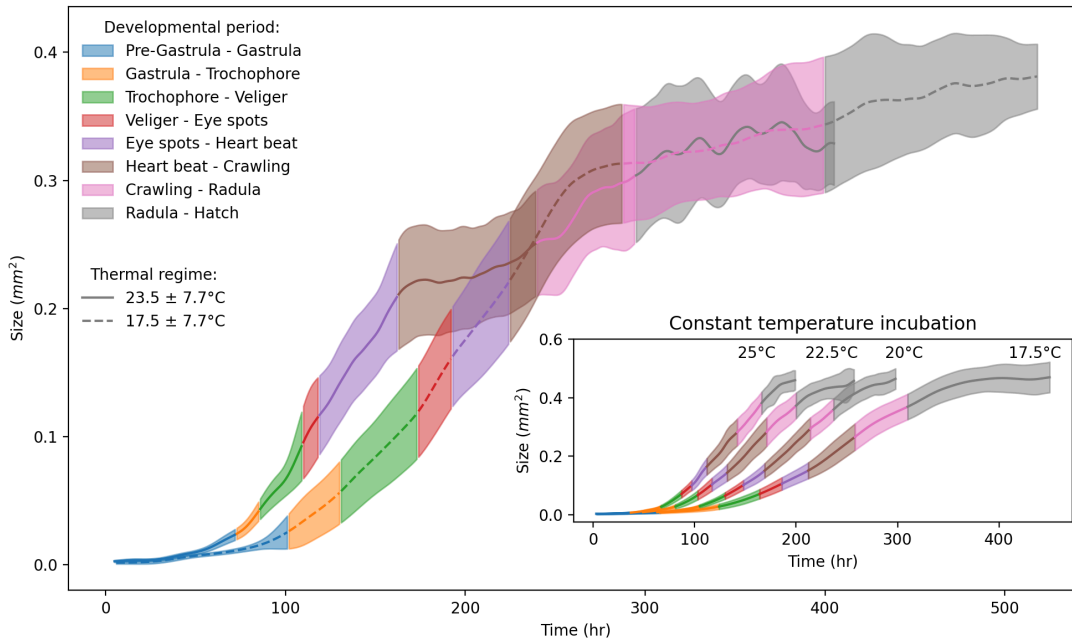 Developmental period:
Pre-Gastrula - Gastrula
Gastrula - Trochophore
Trochophore - Veliger
Veliger - Eye spots
Eye spots - Heart beat
Heart beat - Crawling
Crawling - Radula
Radula - Hatch
Thermal regime:
23.5 ± 7.7°C
17.5 ± 7.7°C
Size (mm²)
0.4
0.3
0.2
0.1
0.0
0
100
200
300
400
500
Time (hr)
Constant temperature incubation
25°C
22.5°C
20°C
17.5°C
Size (mm²)
0.6
0.4
0.2
0.0
0
100
200
300
400
Time (hr)